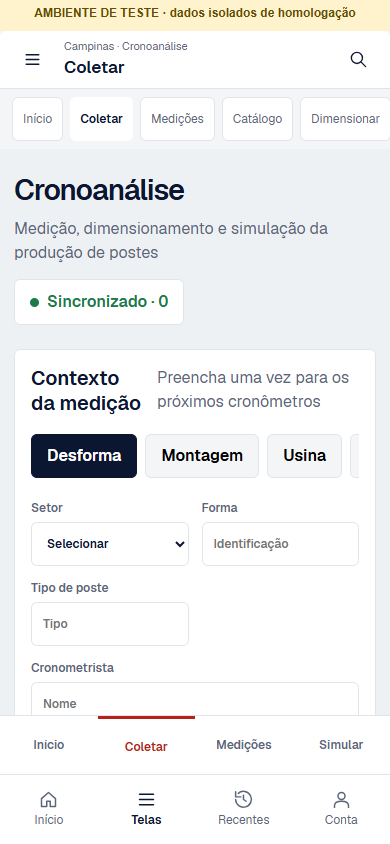 AMBIENTE DE TESTE · dados isolados de homologação
Campinas · Cronoanálise
Coletar
Início
Coletar
Medições
Catálogo
Dimensionar
Cronoanálise
Medição, dimensionamento e simulação da
produção de postes
Sincronizado · 0
Contexto
da medição
Preencha uma vez para os
próximos cronômetros
Desforma
Montagem
Usina
Setor
Forma
Selecionar
Identificação
Tipo de poste
Tipo
Cronometrista
Nome
Início
Coletar
Medições
Simular
Início
Telas
Recentes
Conta